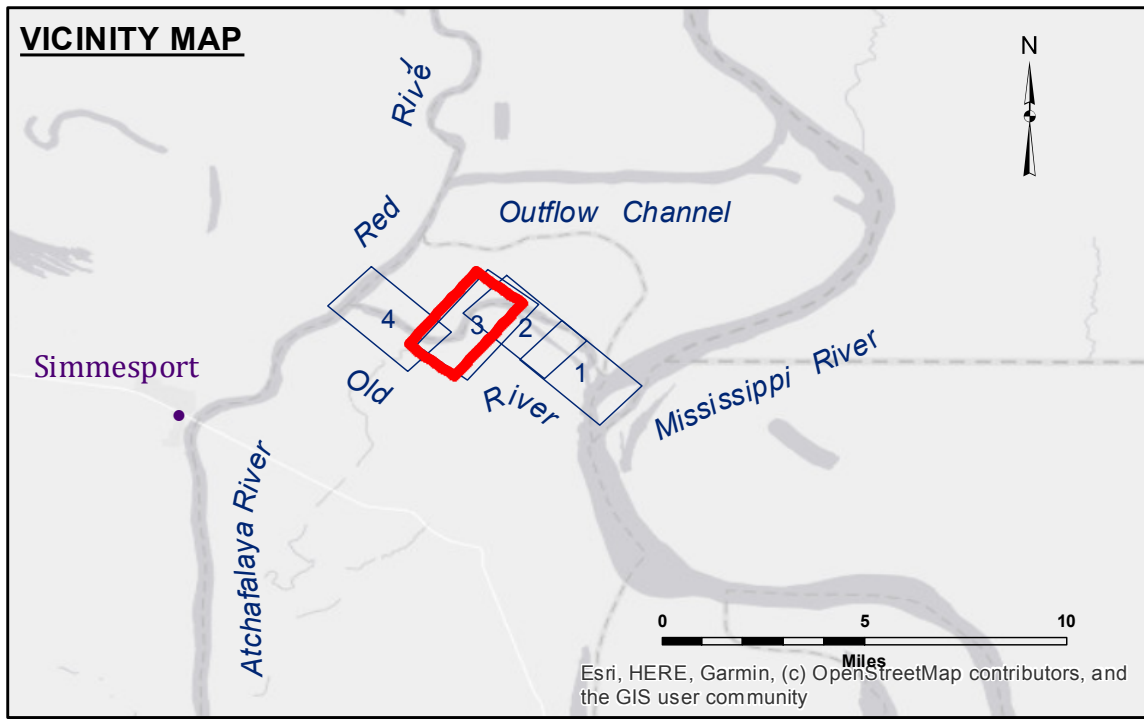 VICINITY MAP
N
Red River
Outflow Channel
4
3
2
1
Simmesport
Old River
Mississippi River
Atchafalaya River
0 5 10
Miles
Esri, HERE, Garmin, (c) OpenStreetMap contributors, and
the GIS user community